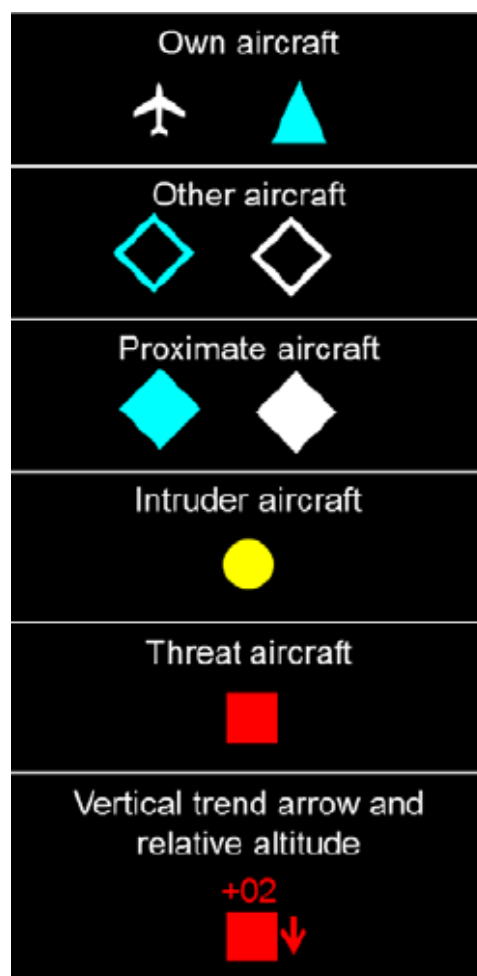 Own aircraft
Other aircraft
Proximate aircraft
Intruder aircraft
Threat aircraft
Vertical trend arrow and
relative altitude
+02